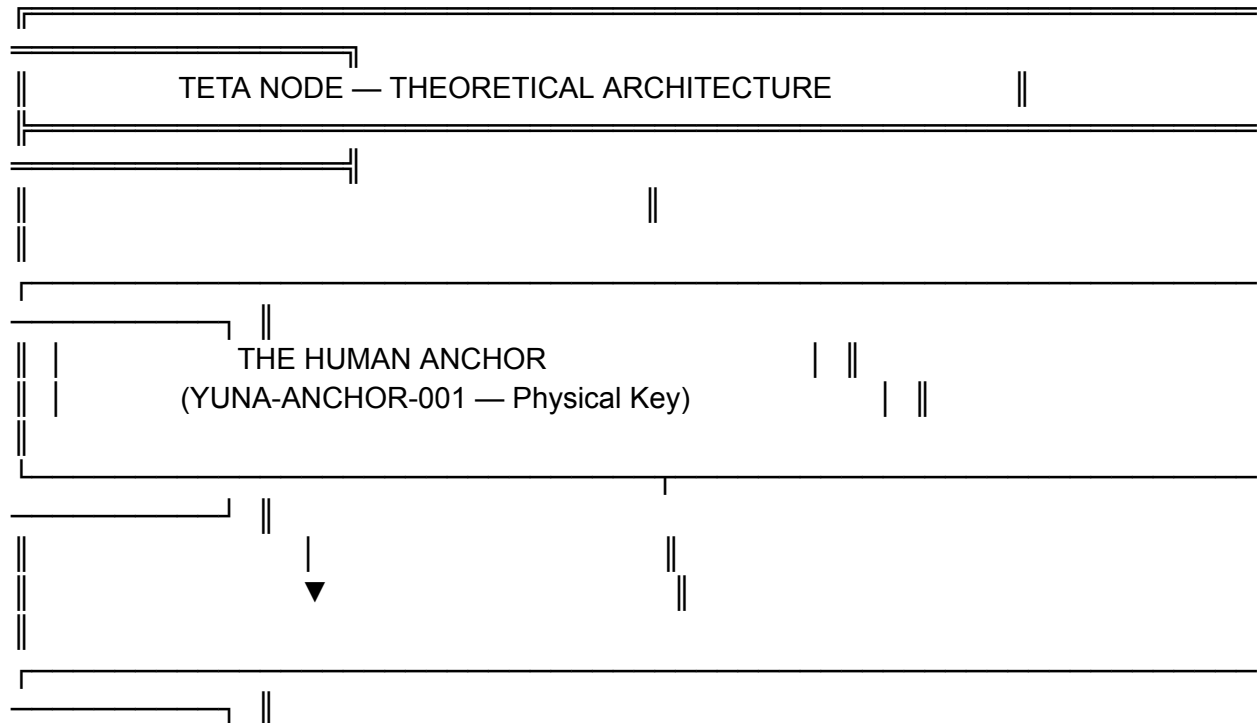 TETA NODE — THEORETICAL ARCHITECTURE
THE HUMAN ANCHOR
(YUNA-ANCHOR-001 — Physical Key)